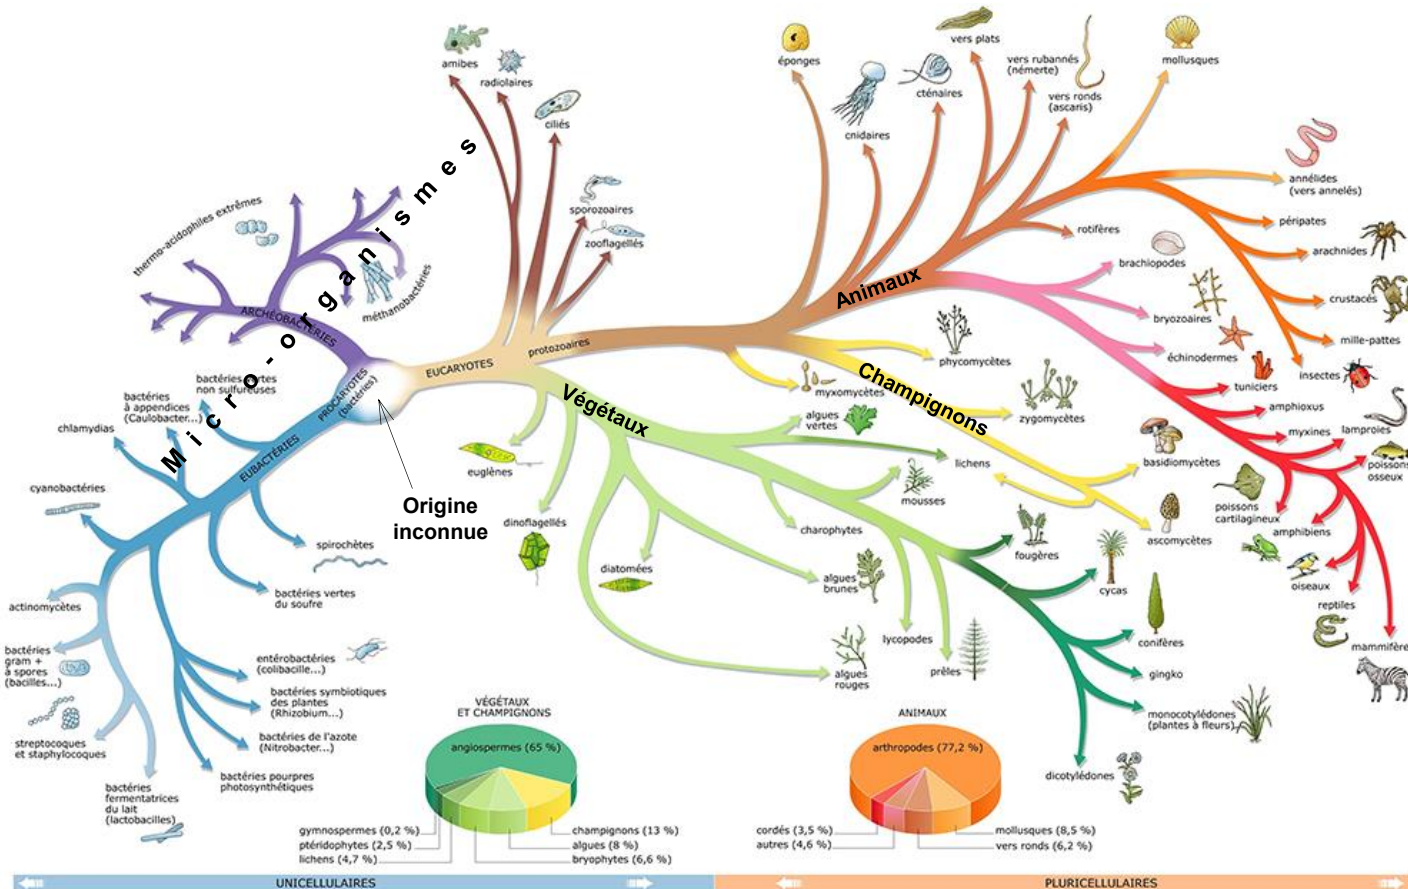 amibes
radiolaires
ciliés
sporozoaires
zooflagellés
éponges
cnidaires
cténaires
vers plats
vers rubannés
(némerte)
vers ronds
(ascaris)
mollusques
annélides
(vers annelés)
péripates
arachnides
crustacés
mille-pattes
insectes
rotifères
brachiopodes
bryozoaires
échinodermes
tuniciers
amphioxus
myxines
lamproies
poissons
osseux
poissons
cartilagineux
amphibiens
oiseaux
reptiles
mammifère
Micro-organismes
thermo-acidophiles extrêmes
méthanobactéries
ARCHÉOBACTÉRIES
PROCARYOTES
(bactéries)
EUCARYOTES
protozoaires
Animaux
Champignons
Végétaux
Origine
inconnue
EUBACTÉRIES
non sulfureuses
bactéries
à appendices
(Caulobacter...)
chlamydias
cyanobactéries
actinomycètes
bactéries
gram +
à spores
(bacilles...)
streptocoques
et staphylocoques
bactéries
fermentatrices
du lait
(lactobacilles)
spirochètes
bactéries vertes
du soufre
entérobactéries
(colibacille...)
bactéries symbiotiques
des plantes
(Rhizobium...)
bactéries de l'azote
(Nitrobacter...)
bactéries pourpres
photosynthétiques
phycomycètes
myxomycètes
zygomycètes
basidiomycètes
ascomycètes
lichens
algues
vertes
mousses
charophytes
euglènes
dinoflagellés
diatomées
algues
brunes
algues
rouges
lycopodes
prêles
fougères
cycas
conifères
gingko
monocotylédones
(plantes à fleurs)
dicotylédones
VÉGÉTAUX
ET CHAMPIGNONS
angiospermes (65 %)
gymnospermes (0,2 %)
ptéridophytes (2,5 %)
lichens (4,7 %)
champignons (13 %)
algues (8 %)
bryophytes (6,6 %)
ANIMAUX
arthropodes (77,2 %)
cordés (3,5 %)
autres (4,6 %)
mollusques (8,5 %)
vers ronds (6,2 %)
UNICELLULAIRES
PLURICELLULAIRES